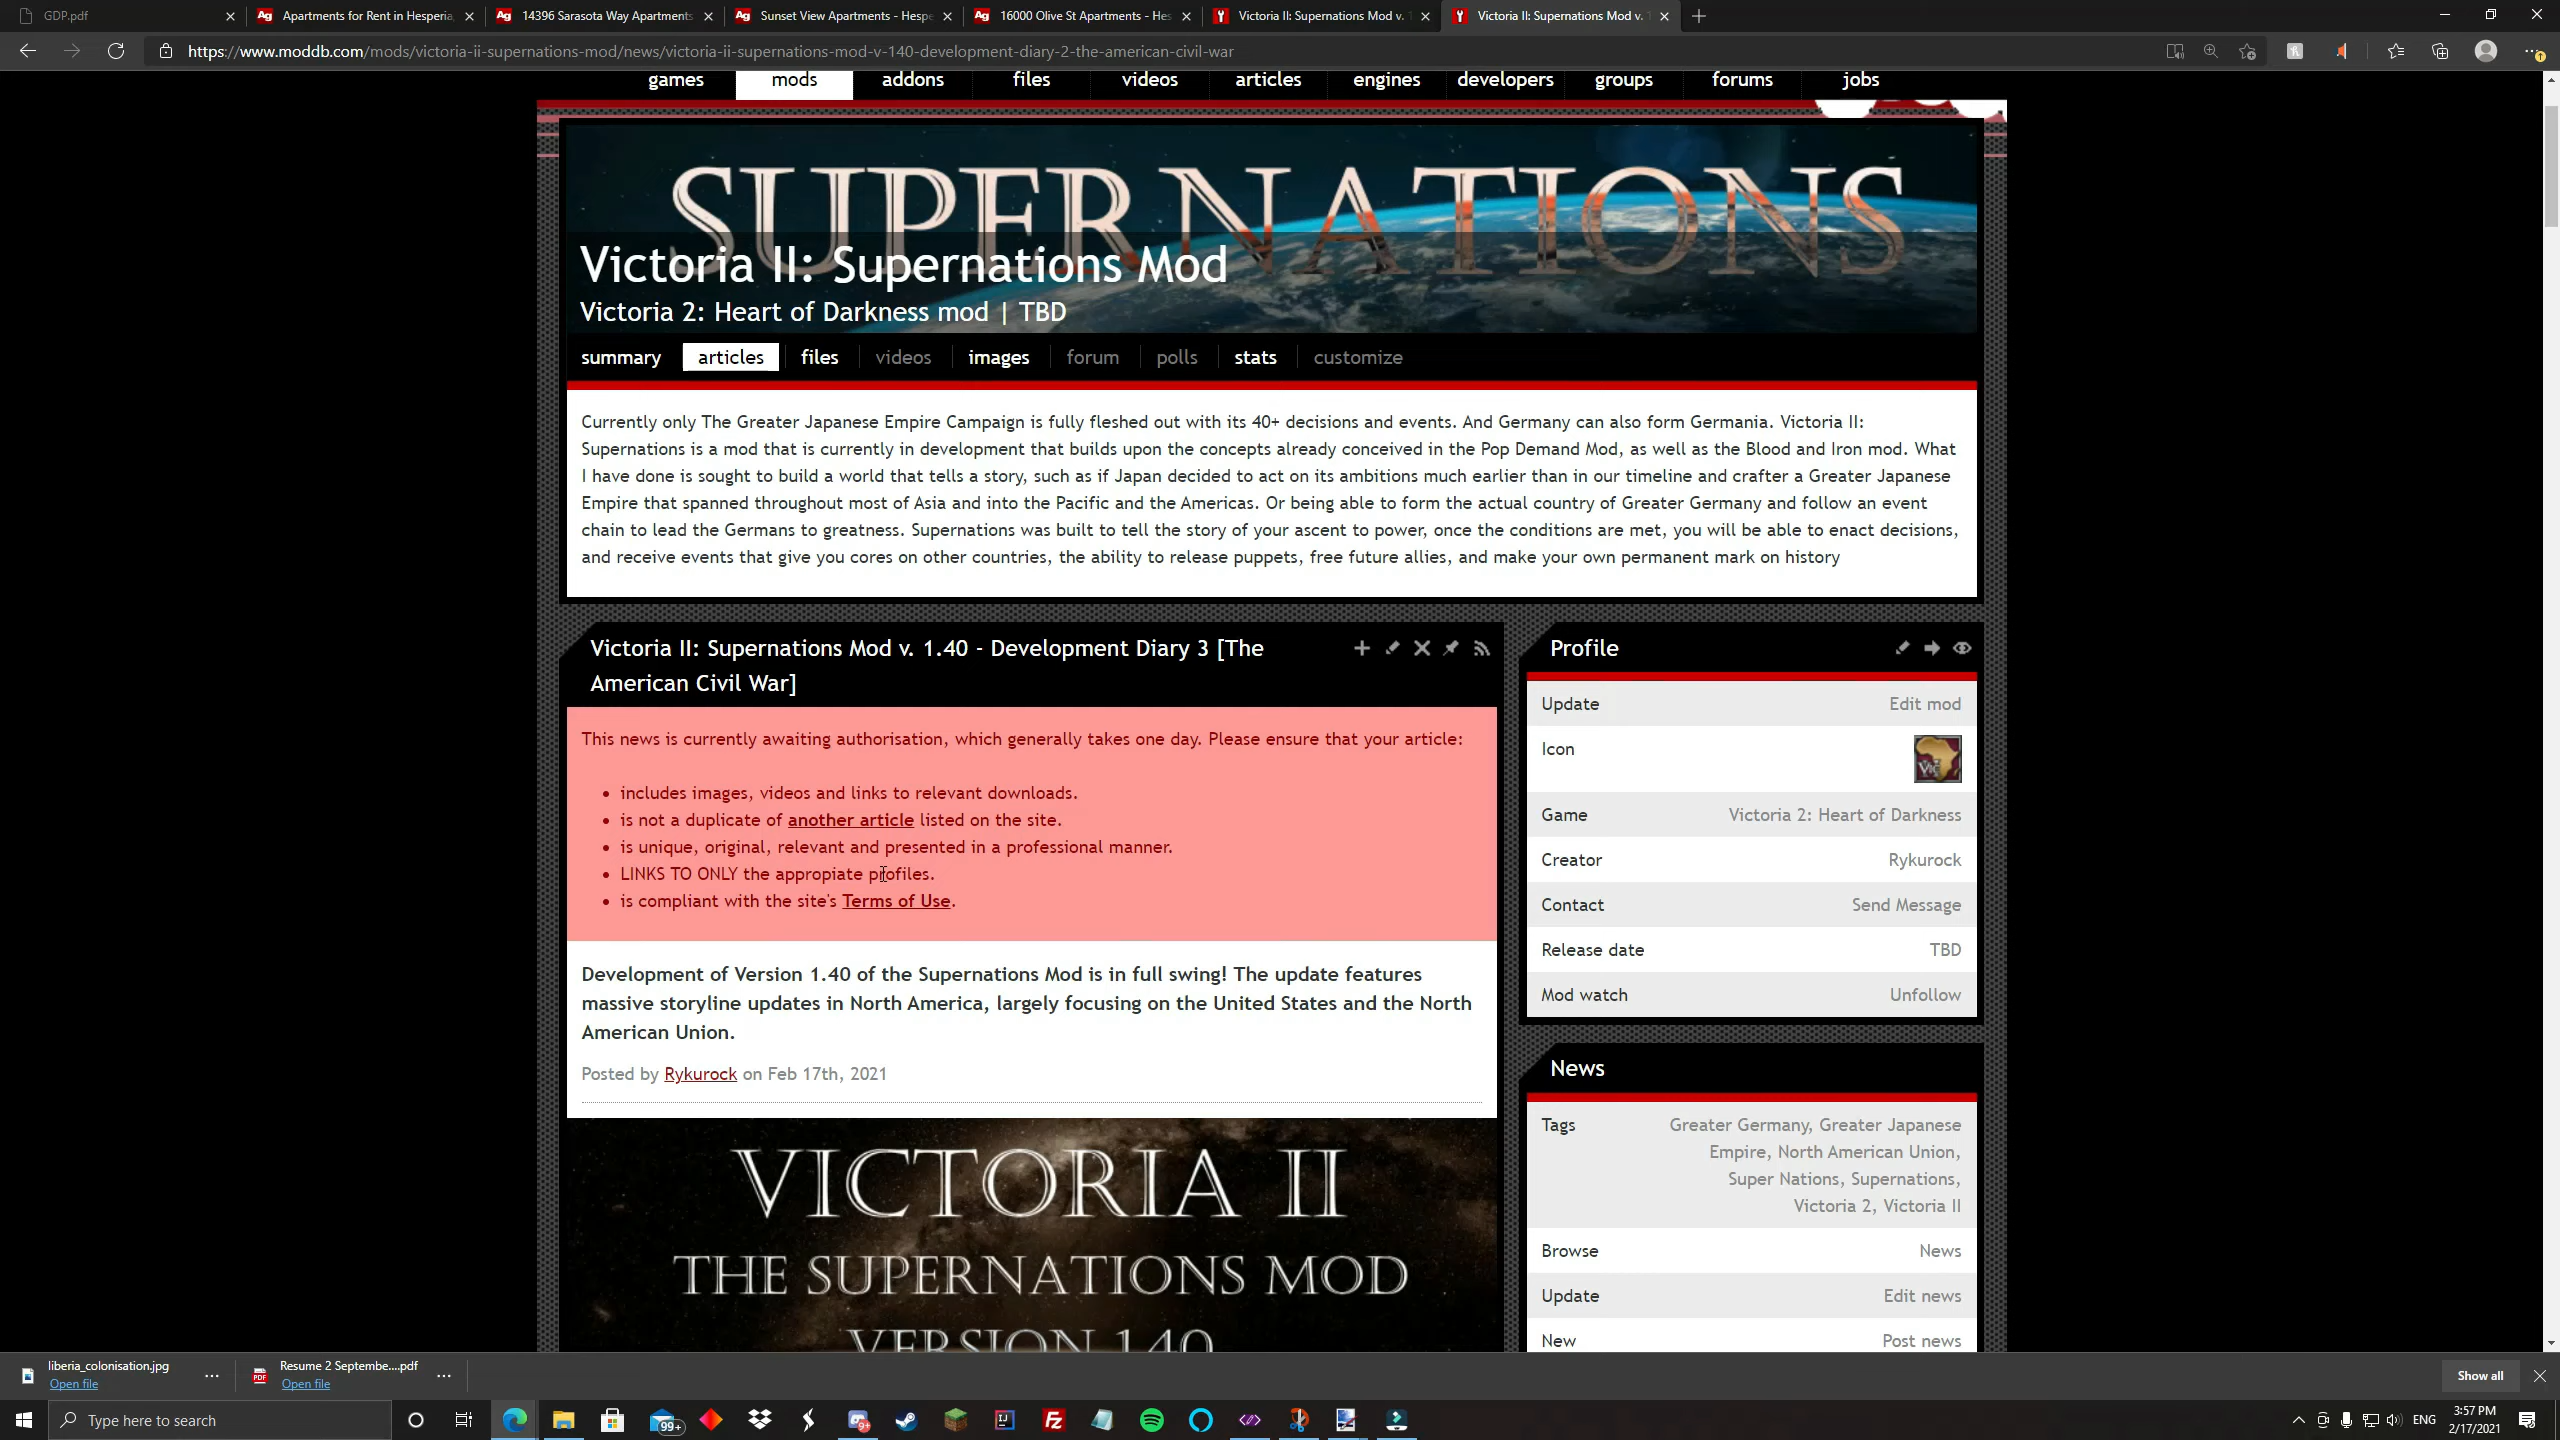 GDP.pdf
Apartments for Rent in Hesperia,
14396 Sarasota Way Apartments
Sunset View Apartments - Hespe
16000 Olive St Apartments - Hes
Victoria II: Supernations Mod v. 1
Victoria II: Supernations Mod v. 1
https://www.moddb.com/mods/victoria-ii-supernations-mod/news/victoria-ii-supernations-mod-v-140-development-diary-2-the-american-civil-war
games mods addons files videos articles engines developers groups forums jobs
SUPERNATIONS
Victoria II: Supernations Mod
Victoria 2: Heart of Darkness mod | TBD
summary articles files videos images forum polls stats customize
Currently only The Greater Japanese Empire Campaign is fully fleshed out with its 40+ decisions and events. And Germany can also form Germania. Victoria II:
Supernations is a mod that is currently in development that builds upon the concepts already conceived in the Pop Demand Mod, as well as the Blood and Iron mod. What
I have done is sought to build a world that tells a story, such as if Japan decided to act on its ambitions much earlier than in our timeline and crafter a Greater Japanese
Empire that spanned throughout most of Asia and into the Pacific and the Americas. Or being able to form the actual country of Greater Germany and follow an event
chain to lead the Germans to greatness. Supernations was built to tell the story of your ascent to power, once the conditions are met, you will be able to enact decisions,
and receive events that give you cores on other countries, the ability to release puppets, free future allies, and make your own permanent mark on history
Victoria II: Supernations Mod v. 1.40 - Development Diary 3 [The
American Civil War]
This news is currently awaiting authorisation, which generally takes one day. Please ensure that your article:
• includes images, videos and links to relevant downloads.
• is not a duplicate of another article listed on the site.
• is unique, original, relevant and presented in a professional manner.
• LINKS TO ONLY the appropiate profiles.
• is compliant with the site's Terms of Use.
Development of Version 1.40 of the Supernations Mod is in full swing! The update features
massive storyline updates in North America, largely focusing on the United States and the North
American Union.
Posted by Rykurock on Feb 17th, 2021
VICTORIA II
THE SUPERNATIONS MOD
VERSION 1.40
Profile
Update Edit mod
Icon
Game Victoria 2: Heart of Darkness
Creator Rykurock
Contact Send Message
Release date TBD
Mod watch Unfollow
News
Tags Greater Germany, Greater Japanese
Empire, North American Union,
Super Nations, Supernations,
Victoria 2, Victoria II
Browse News
Update Edit news
New Post news
liberia_colonisation.jpg
Open file
Resume 2 Septembe....pdf
Open file
Show all
Type here to search
99+
9+
ENG
3:57 PM
2/17/2021